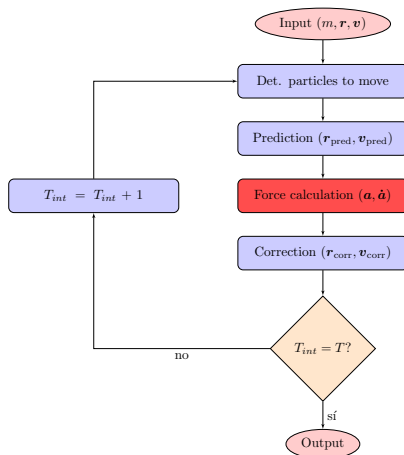 Input (m, r, v)
Det. particles to move
Prediction (r_pred, v_pred)
T_int = T_int + 1
Force calculation (a, ȧ)
Correction (r_corr, v_corr)
T_int = T?
no
sí
Output